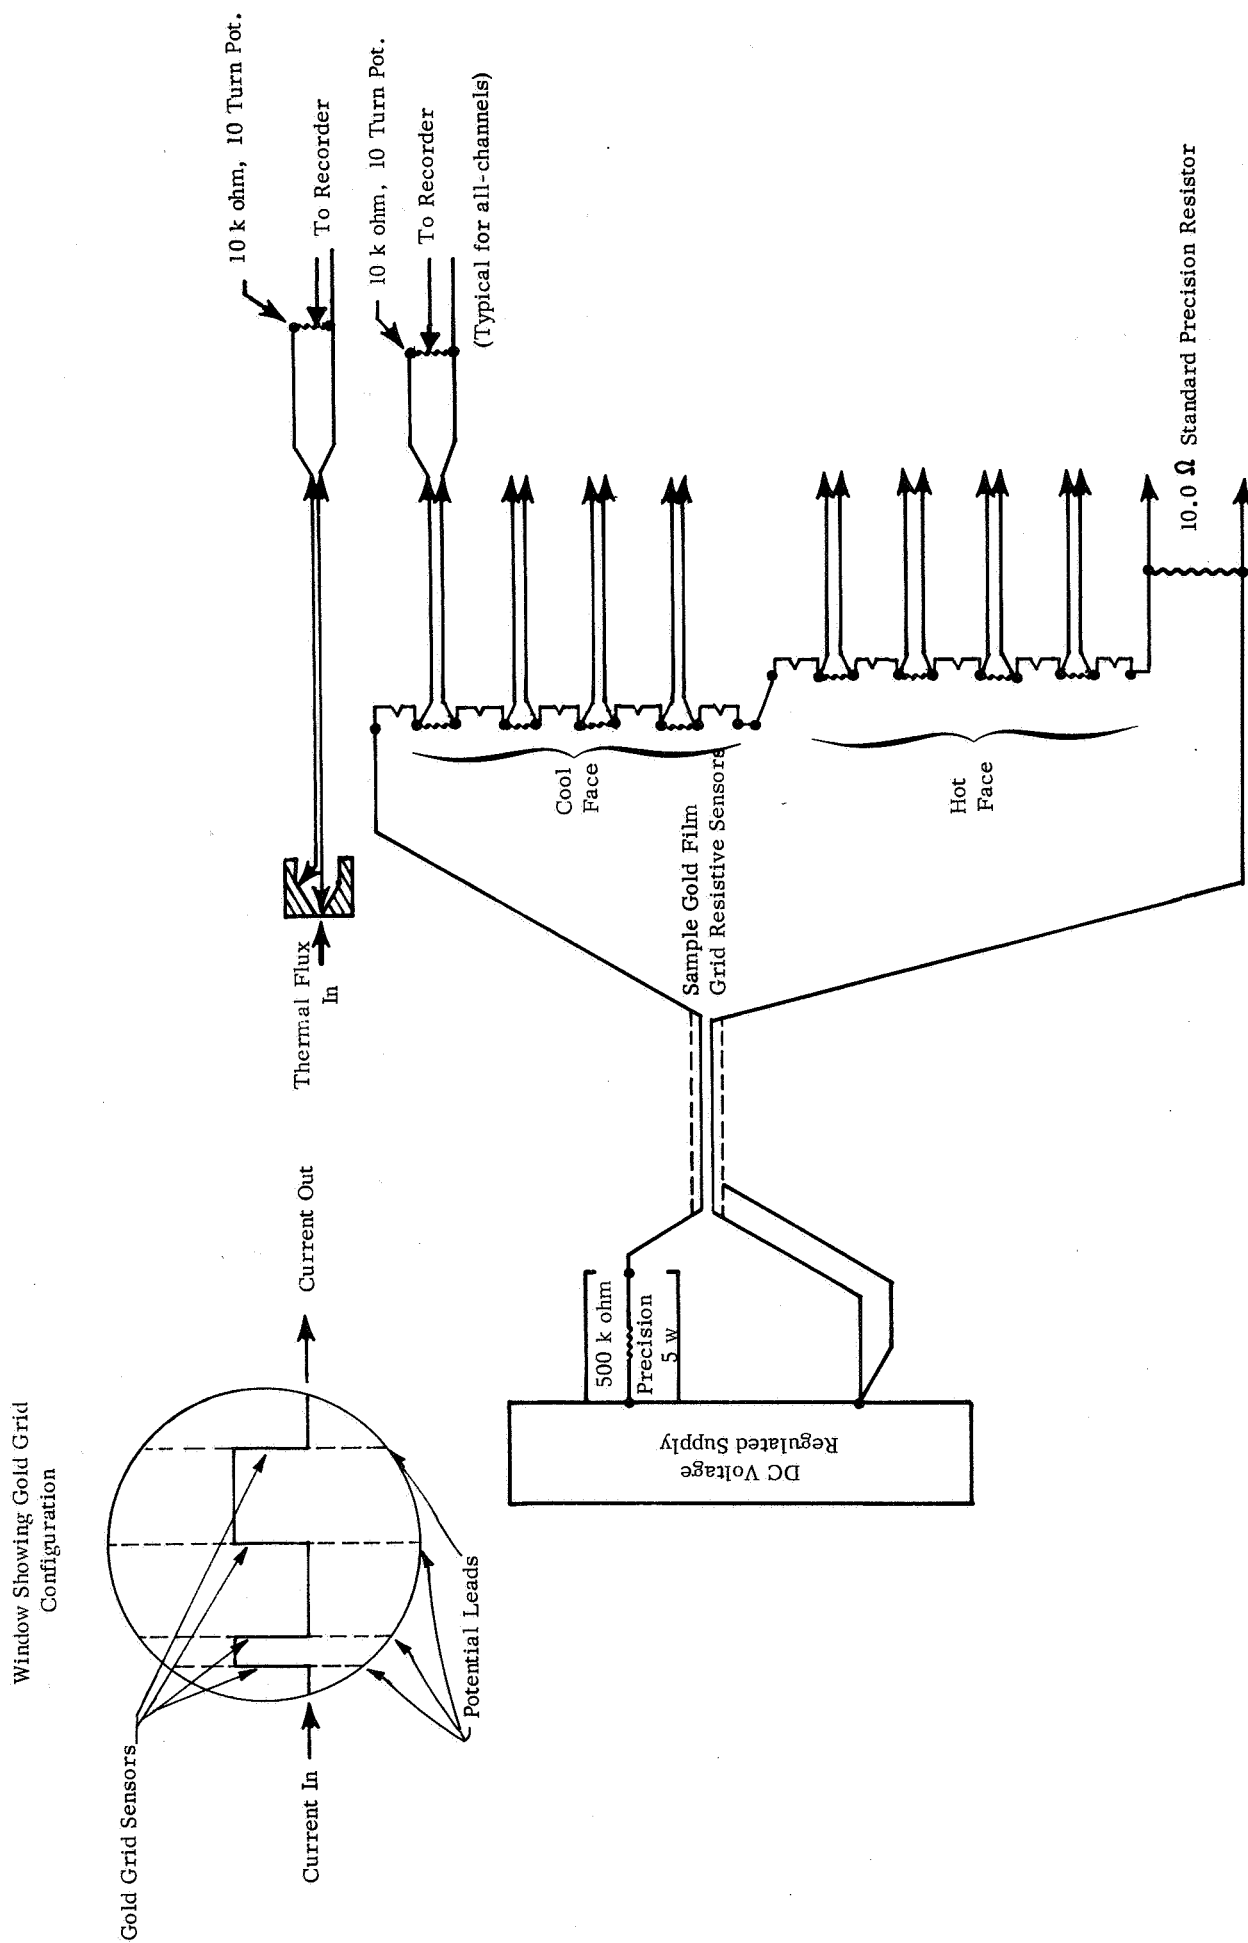 Window Showing Gold Grid
Configuration
Gold Grid Sensors
Current In
Current Out
Potential Leads
Thermal Flux
In
10 k ohm, 10 Turn Pot.
To Recorder
10 k ohm, 10 Turn Pot.
To Recorder
(Typical for all-channels)
DC Voltage
Regulated Supply
500 k ohm
Precision
5 w
Cool
Face
Sample Gold Film
Grid Resistive Sensors
Hot
Face
10.0 Ω Standard Precision Resistor